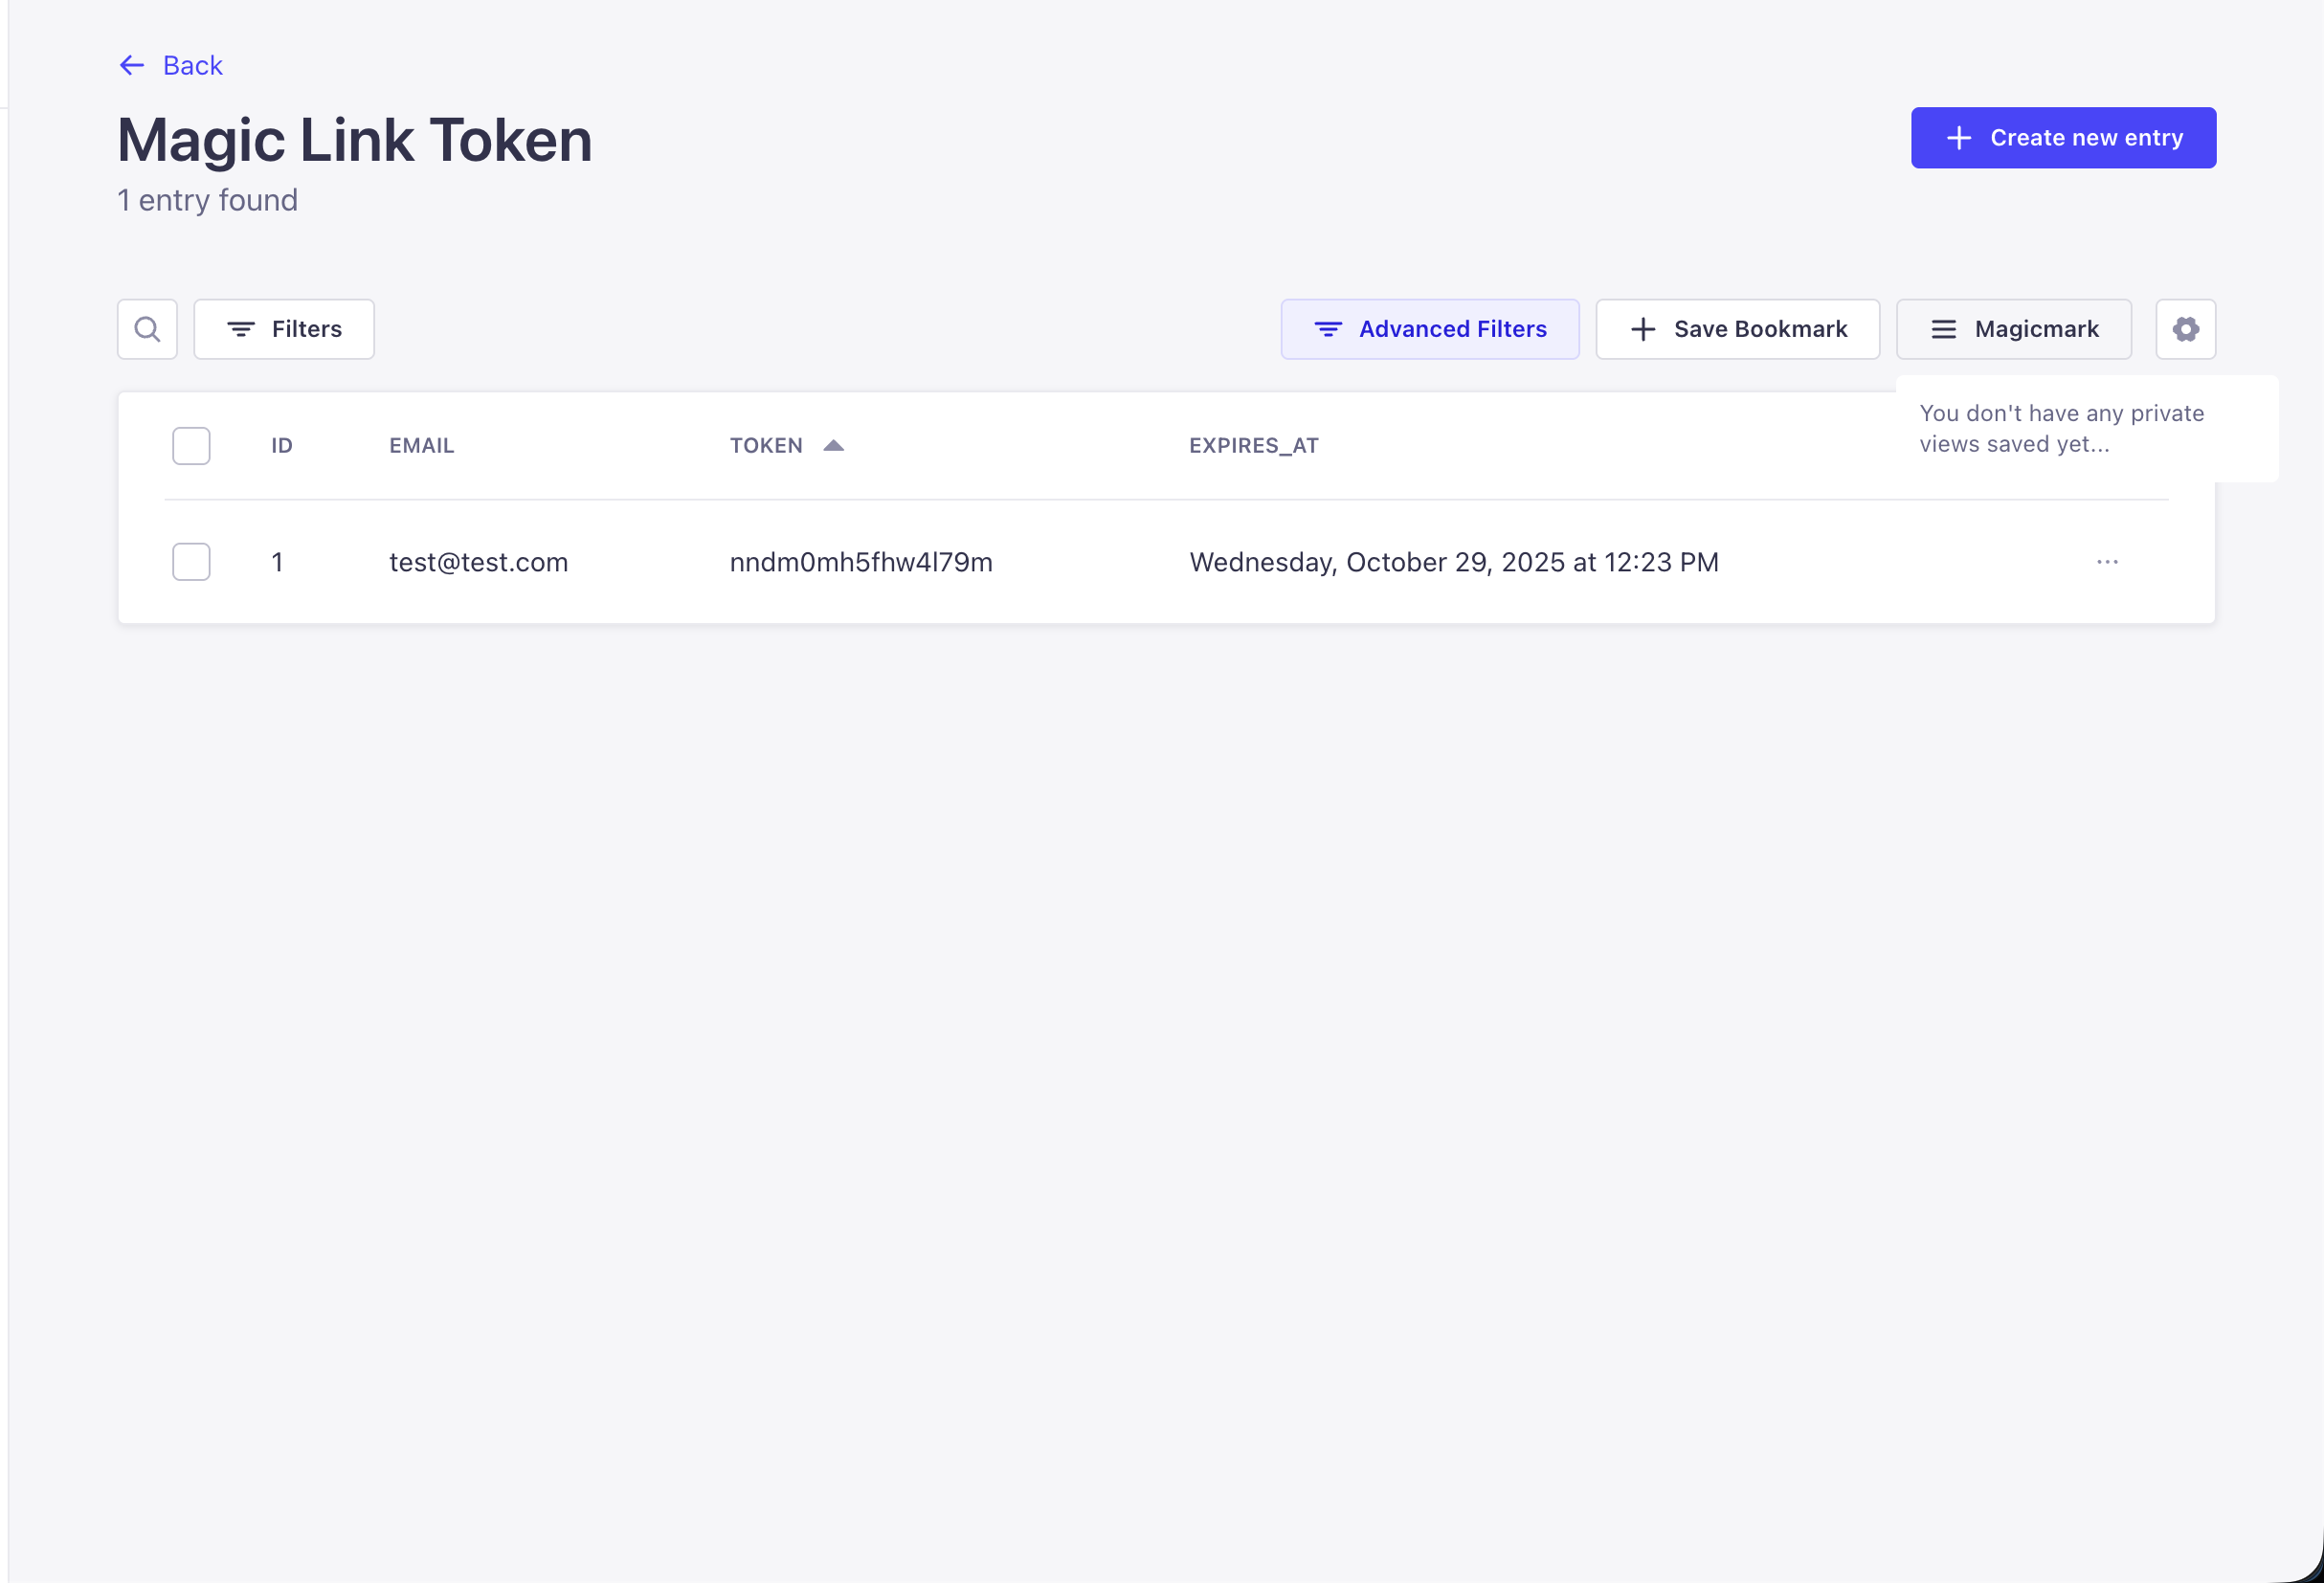 Back
Magic Link Token
Create new entry
1 entry found
Filters
Advanced Filters
Save Bookmark
Magicmark
You don't have any private
views saved yet...
ID EMAIL TOKEN EXPIRES_AT
1 test@test.com nndm0mh5fhw4l79m Wednesday, October 29, 2025 at 12:23 PM